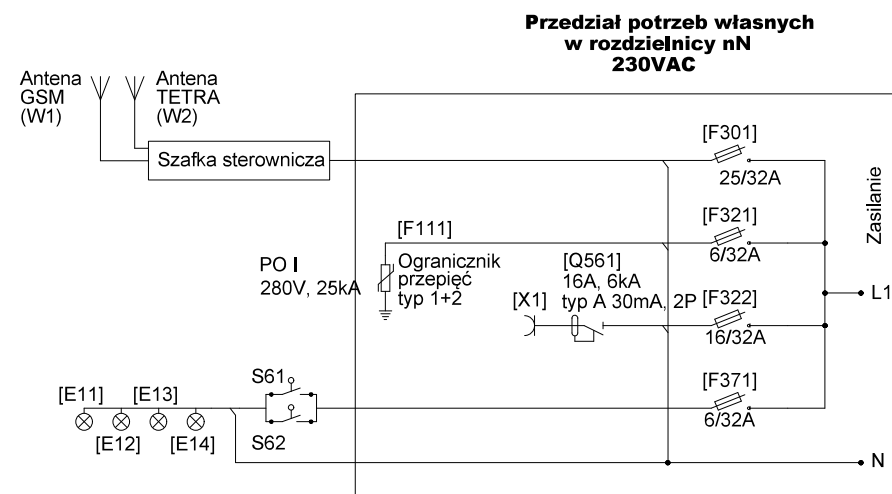 Przedział potrzeb własnych
w rozdzielnicy nN
230VAC
Antena
GSM
(W1)
Antena
TETRA
(W2)
Szafka sterownicza
[F301]
25/32A
Zasilanie
[F111]
[F321]
6/32A
PO I
280V, 25kA
Ogranicznik
przepięć
typ 1+2
[Q561]
16A, 6kA
typ A 30mA, 2P
[X1]
[F322]
16/32A
L1
[F371]
6/32A
S61
S62
[E11]
[E13]
[E12]
[E14]
N